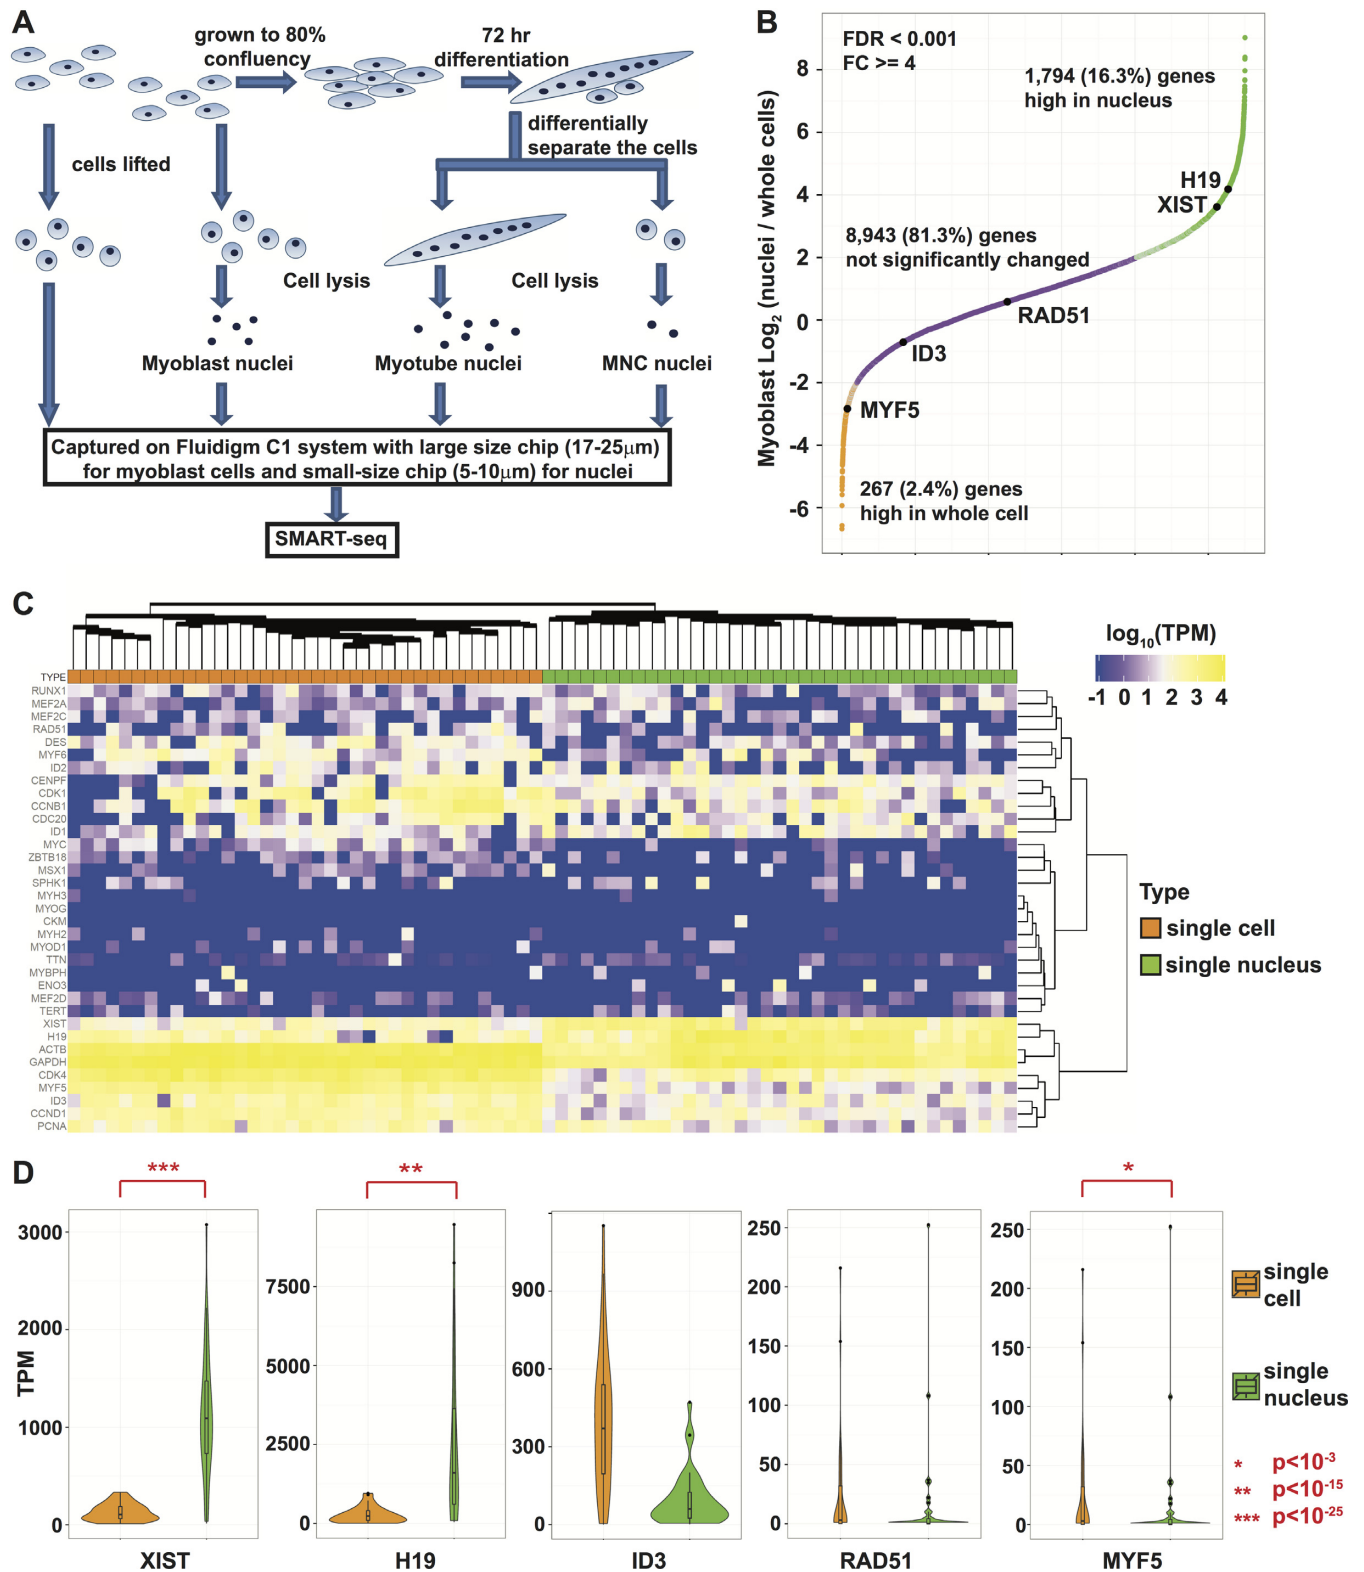 A
grown to 80%
confluency
72 hr
differentiation
cells lifted
differentially
separate the cells
Cell lysis
Cell lysis
Myoblast nuclei
Myotube nuclei
MNC nuclei
Captured on Fluidigm C1 system with large size chip (17-25μm)
for myoblast cells and small-size chip (5-10μm) for nuclei
SMART-seq
B
Myoblast Log2 (nuclei / whole cells)
8
6
4
2
0
-2
-4
-6
FDR < 0.001
FC >= 4
1,794 (16.3%) genes
high in nucleus
H19
XIST
8,943 (81.3%) genes
not significantly changed
RAD51
ID3
MYF5
267 (2.4%) genes
high in whole cell
C
log10(TPM)
-1 0 1 2 3 4
TYPE
RUNX1
MEF2A
MEF2C
RAD51
DES
MYF6
ID2
CENPF
CDK1
CCNB1
CDC20
ID1
MYC
ZBTB18
MSX1
SPHK1
MYH3
MYOG
CKM
MYH2
MYOD1
TTN
MYBPH
ENO3
MEF2D
TERT
XIST
H19
ACTB
GAPDH
CDK4
MYF5
ID3
CCND1
PCNA
Type
single cell
single nucleus
D
TPM
***
3000
2000
1000
0
XIST
**
7500
5000
2500
0
H19
900
600
300
0
ID3
250
200
150
100
50
0
RAD51
*
250
200
150
100
50
0
MYF5
single
cell
single
nucleus
* p<10-3
** p<10-15
*** p<10-25